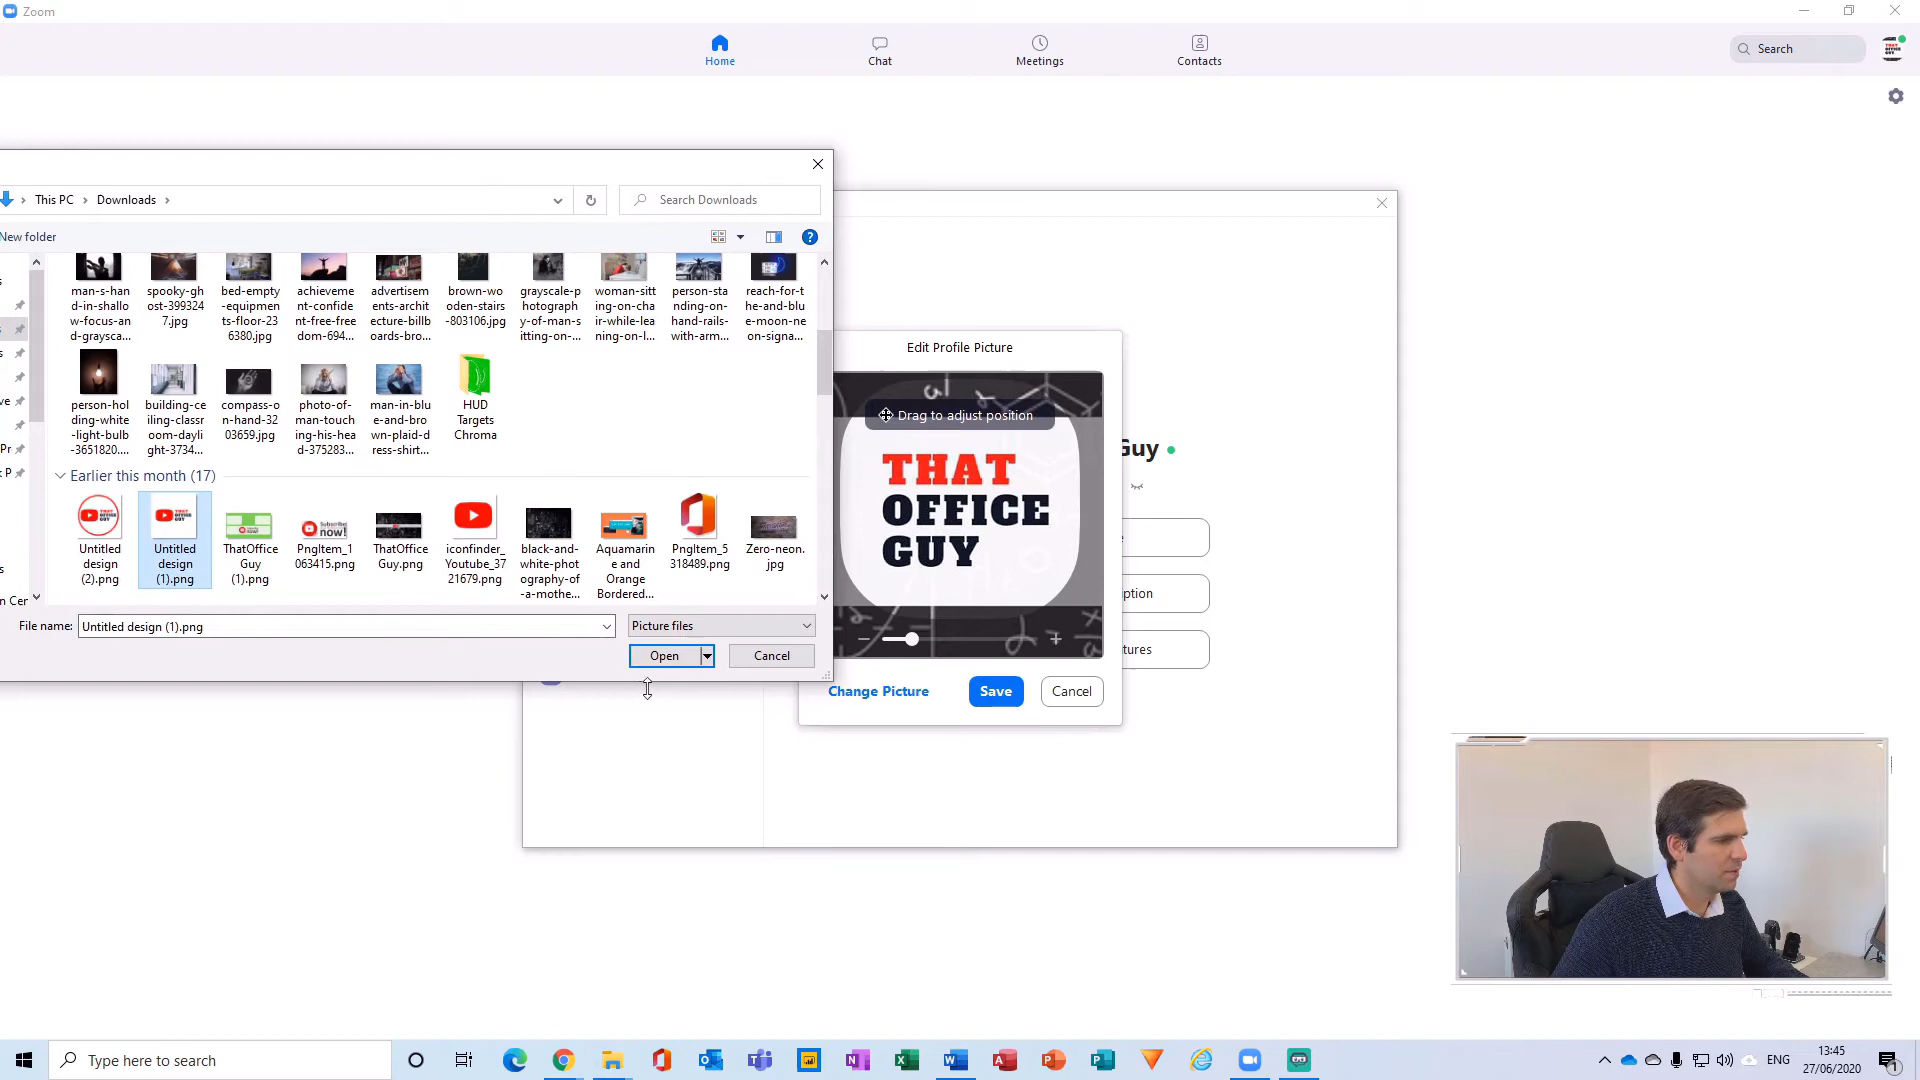 Zoom
Home
Chat
Meetings
Contacts
Search
This PC
Downloads
Search Downloads
New folder
man-s-hand-in-shallow-focus-and-graysca...
spooky-ghost-3993247.jpg
bed-empty-equipments-floor-236380.jpg
achievement-confident-free-freedom-694...
advertisements-architecture-billboards-bro...
brown-wooden-stairs-803106.jpg
grayscale-photography-of-man-sitting-on-...
woman-sitting-on-chair-while-leaning-on-l...
person-standing-on-hand-rails-with-arm...
reach-for-the-and-blue-moon-neon-signa...
person-holding-white-light-bulb-3651820....
building-ceiling-classroom-daylight-3734...
compass-on-hand-3203659.jpg
photo-of-man-touching-his-head-375283...
man-in-blue-and-brown-plaid-dress-shirt...
HUD Targets Chroma
Earlier this month (17)
Untitled design (2).png
Untitled design (1).png
ThatOfficeGuy (1).png
PngItem_1063415.png
ThatOfficeGuy.png
iconfinder_Youtube_3721679.png
black-and-white-photography-of-a-mothe...
Aquamarine and Orange Bordered...
PngItem_5318489.png
Zero-neon.jpg
File name:
Untitled design (1).png
Picture files
Open
Cancel
Edit Profile Picture
Drag to adjust position
THAT
OFFICE
GUY
Change Picture
Save
Cancel
Guy
ption
tures
Type here to search
ENG
13:45
27/06/2020